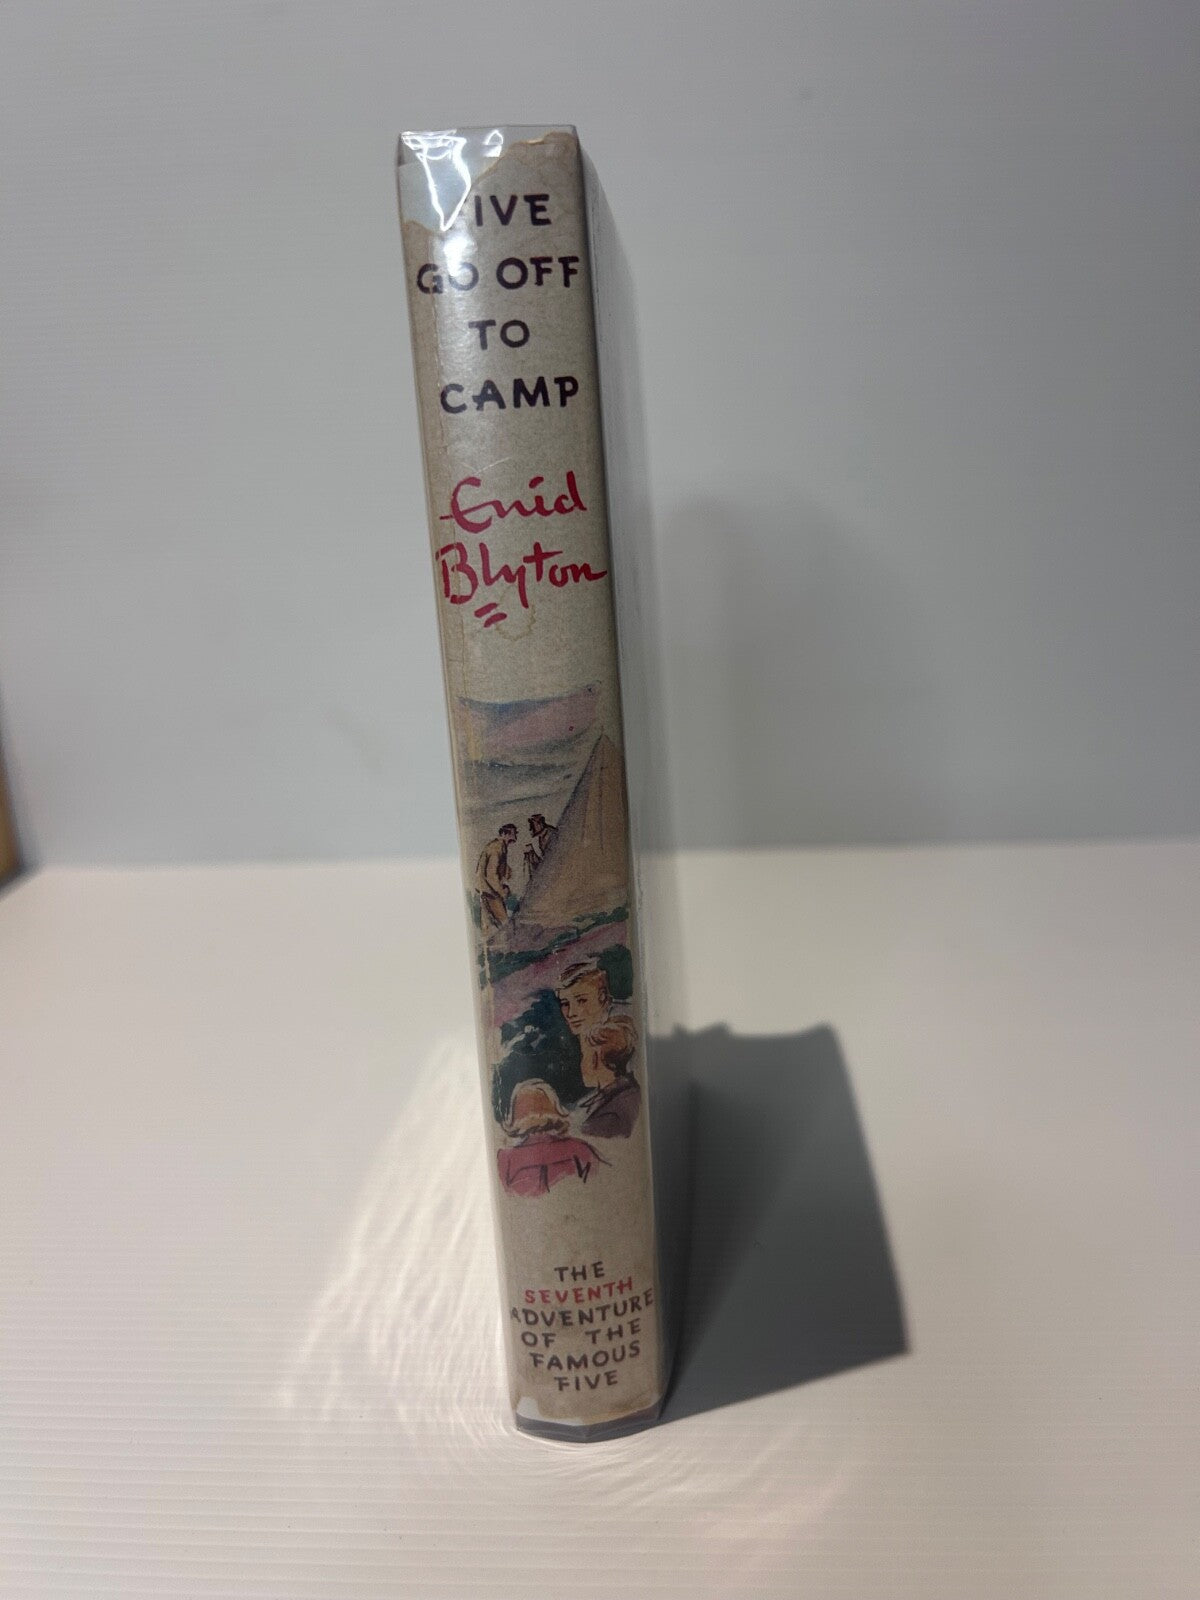 IVE
GO OFF
TO
CAMP
Enid
Blyton
THE
SEVENTH
ADVENTURE
OF THE
FAMOUS
FIVE